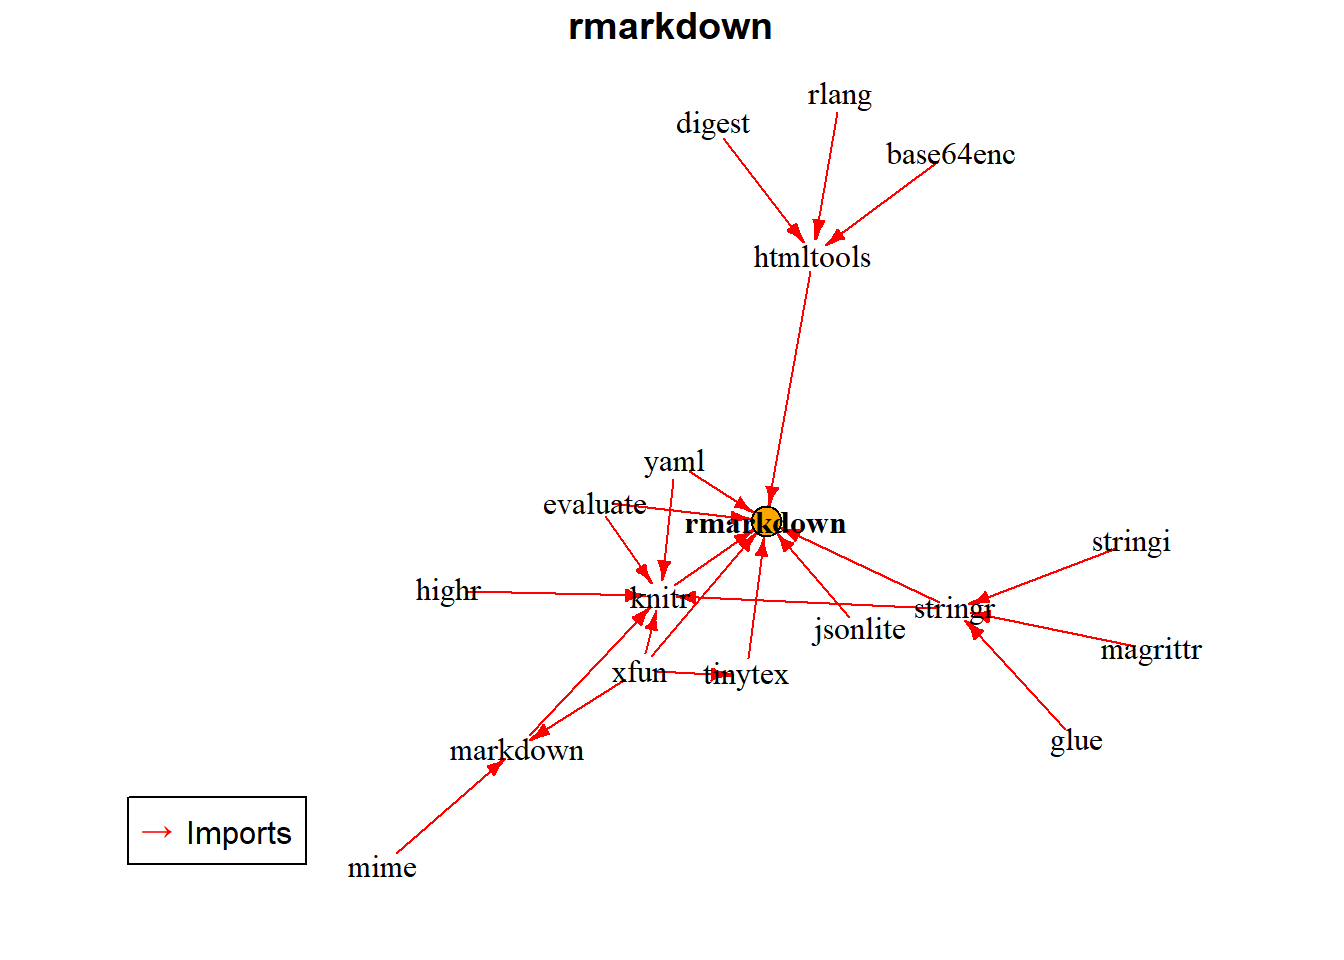 rmarkdown
rlang
digest
base64enc
htmltools
yaml
evaluate
rmarkdown
stringi
highr
knitr
stringr
jsonlite
magrittr
xfun
tinytex
glue
markdown
→ Imports
mime